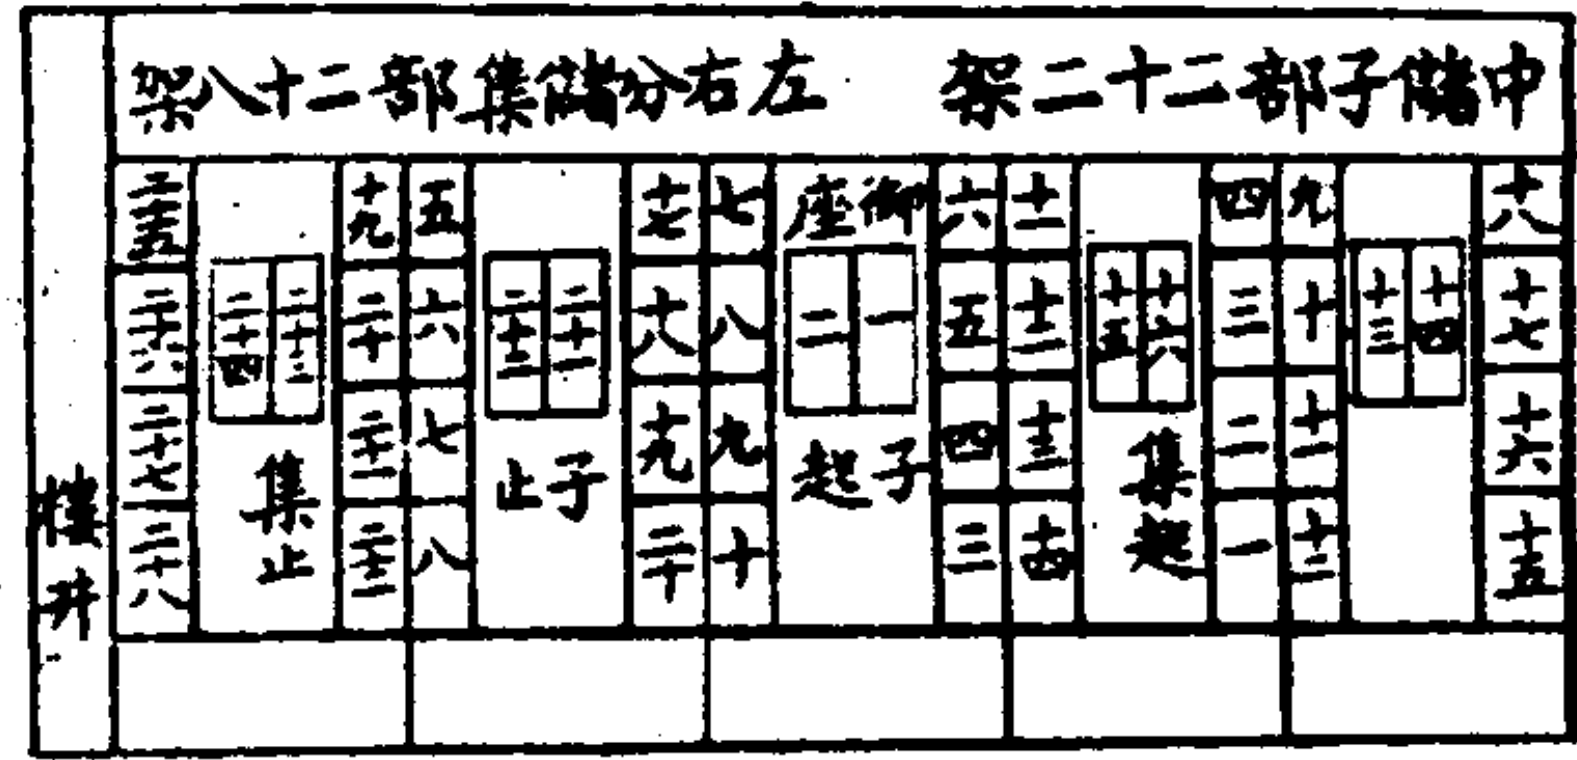 中儲子部二十二架
左右分儲集部二十八架
十八
十七
十六
十五
十四
十三
九
十
十一
十二
四
三
二
一
十六
十五
集起
十一
十二
十三
十四
六
五
四
三
御座
一
二
子起
七
八
九
十
十七
十八
十九
二十
二十一
二十二
子止
五
六
七
八
十九
二十
二十一
二十二
二十三
二十四
集止
二十五
二十六
二十七
二十八
樓井